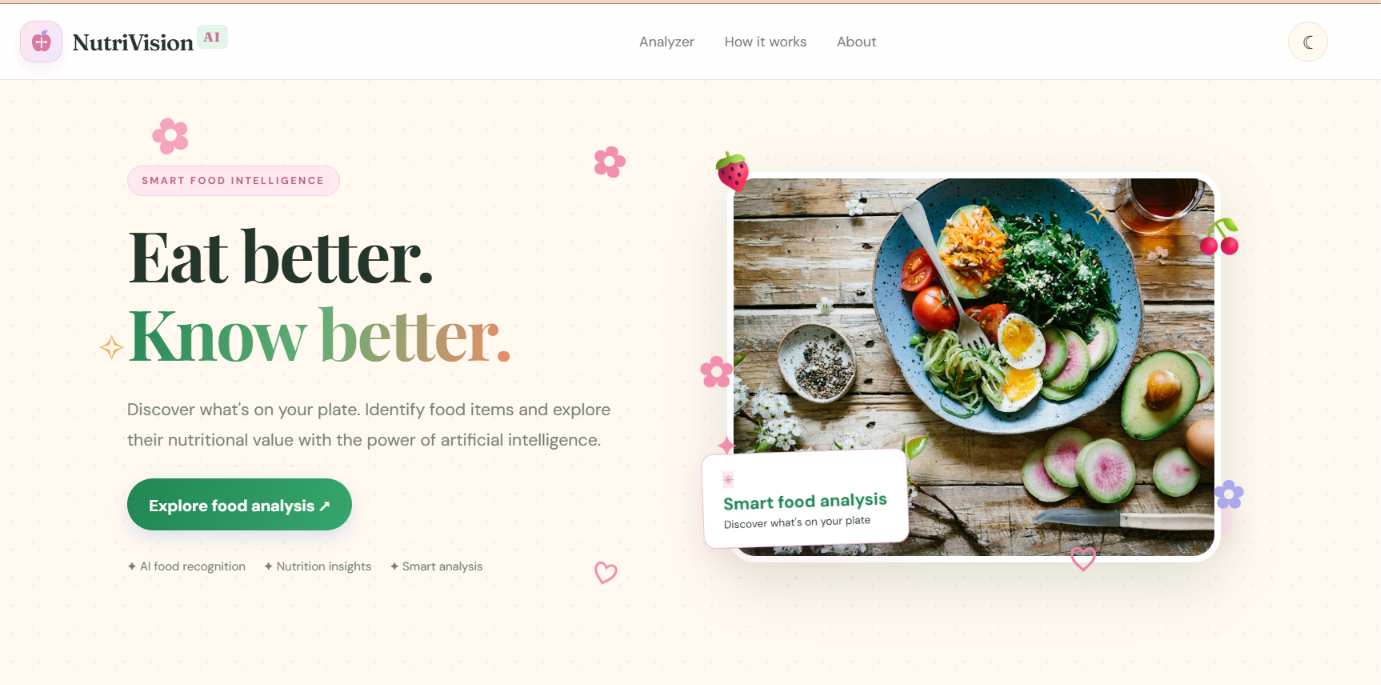 NutriVision AI
Analyzer How it works About
SMART FOOD INTELLIGENCE
Eat better.
Know better.
Discover what's on your plate. Identify food items and explore
their nutritional value with the power of artificial intelligence.
Explore food analysis ↗
✦ AI food recognition ✦ Nutrition insights ✦ Smart analysis
Smart food analysis
Discover what's on your plate